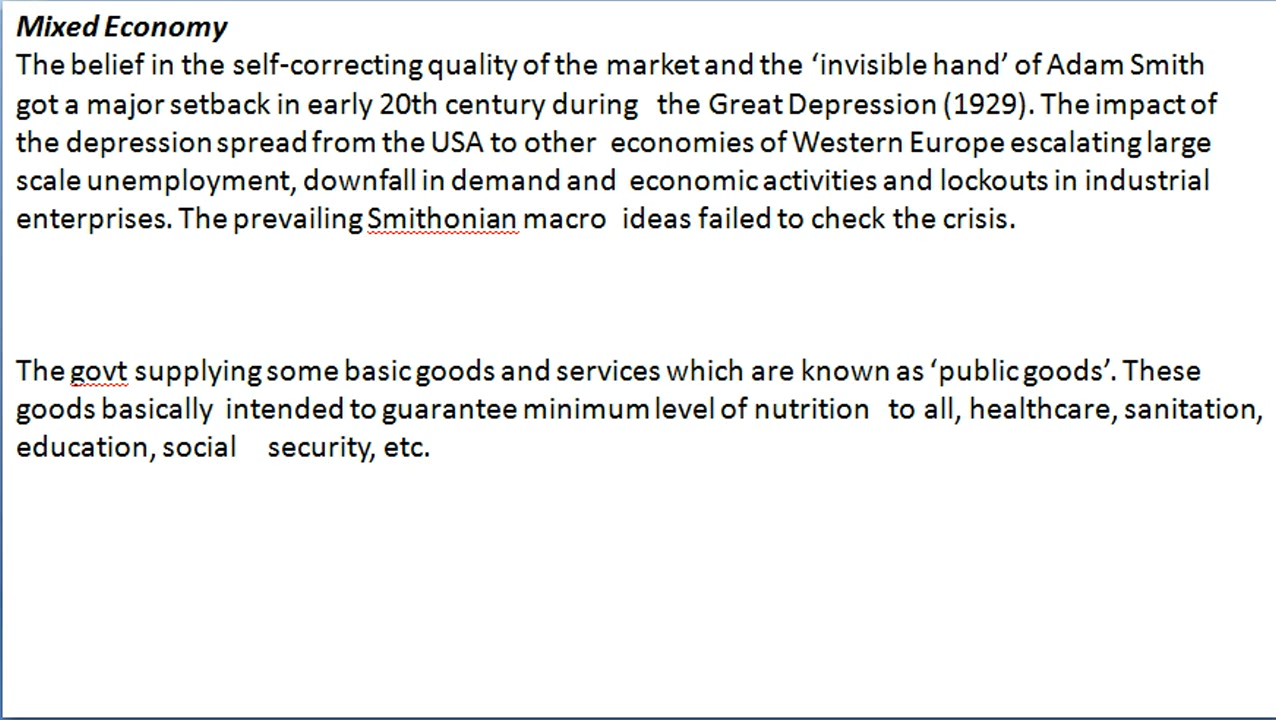 Mixed Economy
The belief in the self-correcting quality of the market and the ‘invisible hand’ of Adam Smith
got a major setback in early 20th century during the Great Depression (1929). The impact of
the depression spread from the USA to other economies of Western Europe escalating large
scale unemployment, downfall in demand and economic activities and lockouts in industrial
enterprises. The prevailing Smithonian macro ideas failed to check the crisis.
The govt supplying some basic goods and services which are known as ‘public goods’. These
goods basically intended to guarantee minimum level of nutrition to all, healthcare, sanitation,
education, social security, etc.